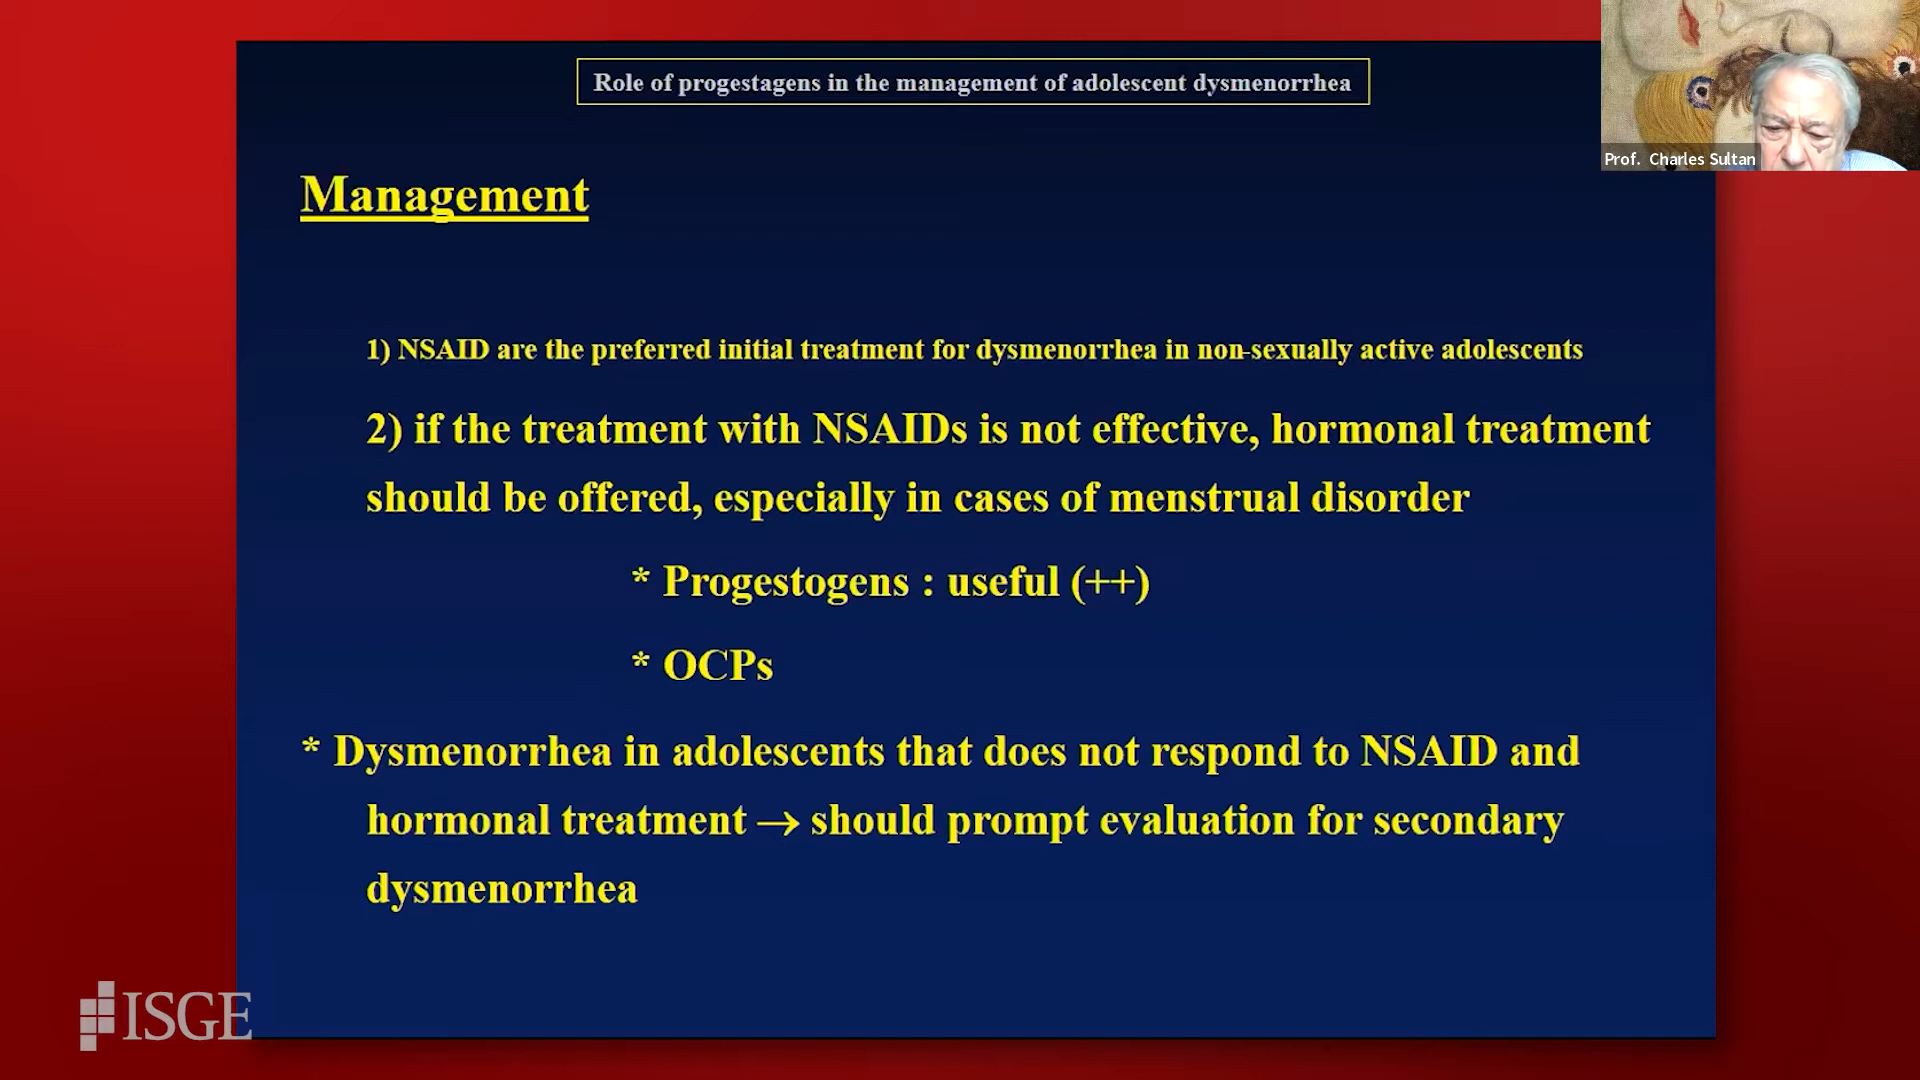 Role of progestagens in the management of adolescent dysmenorrhea
Prof. Charles Sultan
Management
1) NSAID are the preferred initial treatment for dysmenorrhea in non-sexually active adolescents
2) if the treatment with NSAIDs is not effective, hormonal treatment
should be offered, especially in cases of menstrual disorder
* Progestogens : useful (++)
* OCPs
* Dysmenorrhea in adolescents that does not respond to NSAID and
hormonal treatment → should prompt evaluation for secondary
dysmenorrhea
ISGE